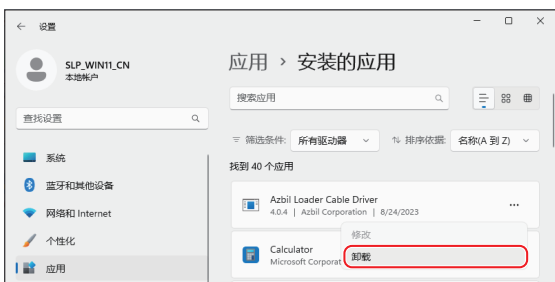 设置
SLP_WIN11_CN
本地帐户
查找设置
系统
蓝牙和其他设备
网络和 Internet
个性化
应用
应用 › 安装的应用
搜索应用
筛选条件: 所有驱动器 排序依据: 名称(A 到 Z)
找到 40 个应用
Azbil Loader Cable Driver
4.0.4 | Azbil Corporation | 8/24/2023
修改
卸载
Calculator
Microsoft Corporat